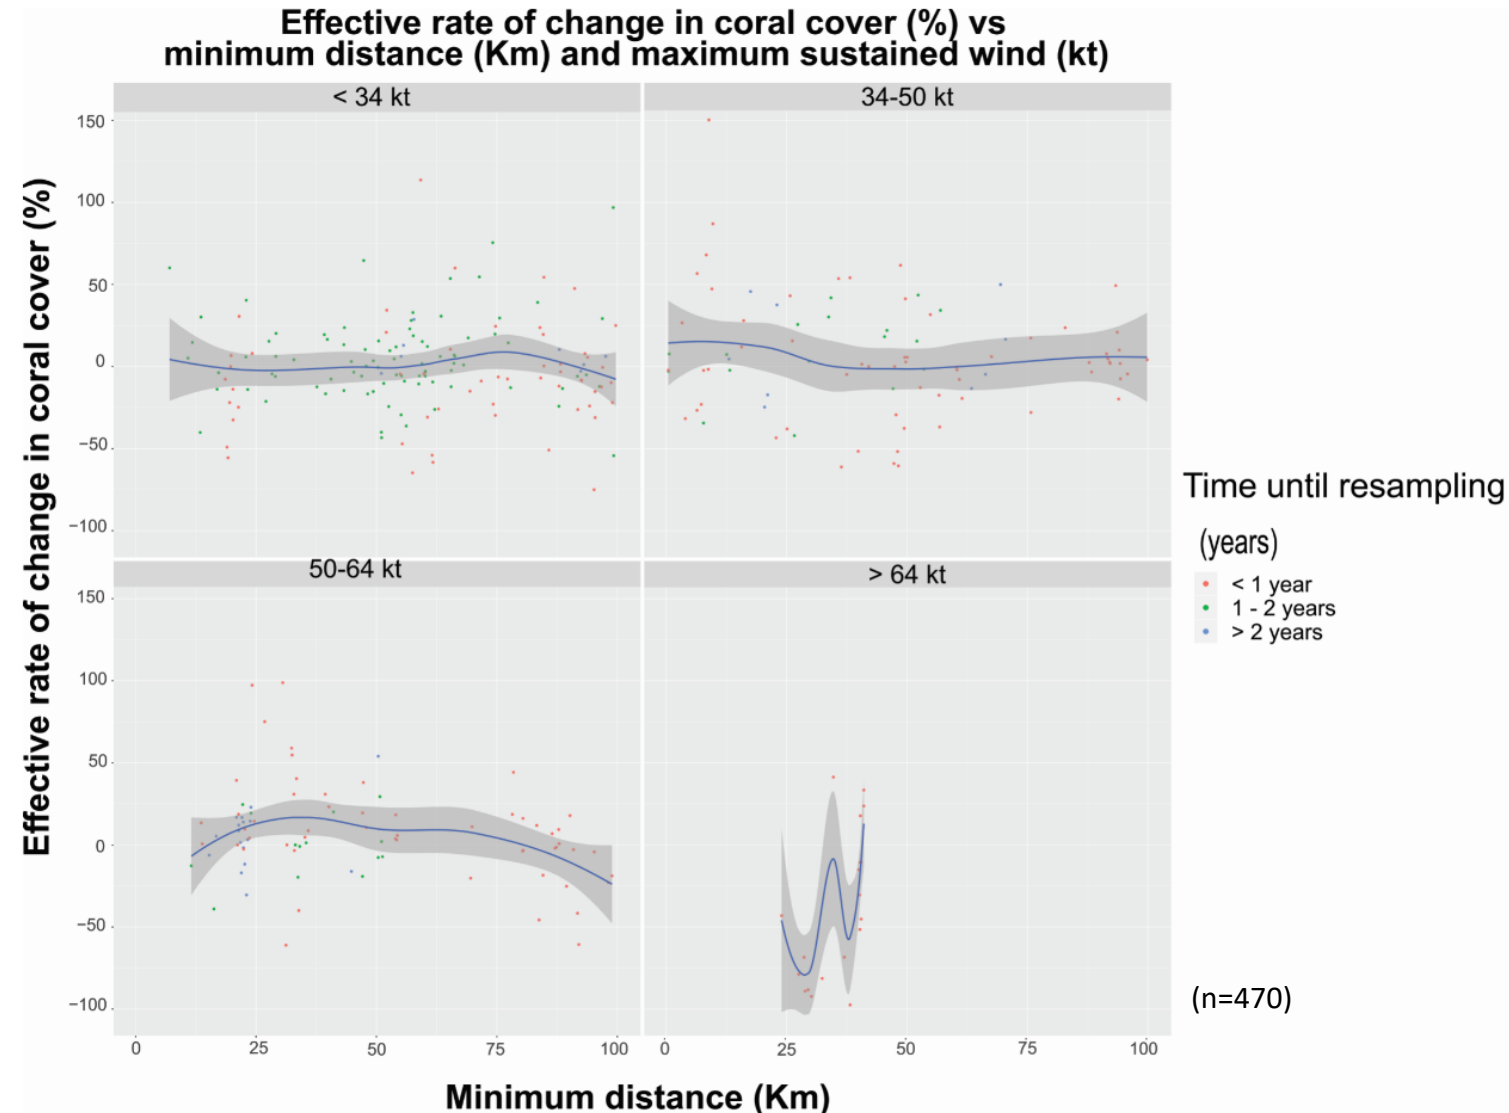 Effective rate of change in coral cover (%) vs
minimum distance (Km) and maximum sustained wind (kt)
Effective rate of change in coral cover (%)
< 34 kt
34-50 kt
150
100
50
0
−50
−100
50-64 kt
> 64 kt
150
100
50
0
−50
−100
0 25 50 75 100
0 25 50 75 100
Minimum distance (Km)
Time until resampling
(years)
< 1 year
1 - 2 years
> 2 years
(n=470)